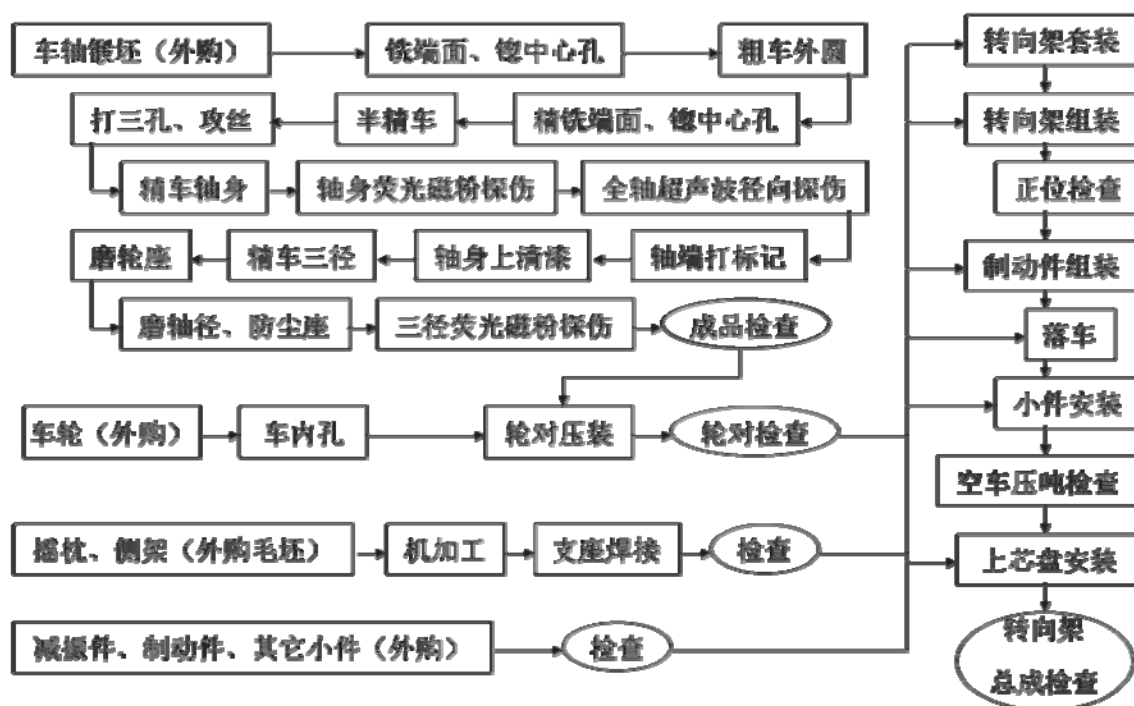 车轴锻坯（外购）
铣端面、镗中心孔
粗车外圆
打三孔、攻丝
半精车
精铣端面、镗中心孔
精车轴身
轴身荧光磁粉探伤
全轴超声波径向探伤
磨轮座
精车三径
轴身上清漆
轴端打标记
磨轴径、防尘座
三径荧光磁粉探伤
成品检查
车轮（外购）
车内孔
轮对压装
轮对检查
摇枕、侧架（外购毛坯）
机加工
支座焊接
检查
减振件、制动件、其它小件（外购）
检查
转向架套装
转向架组装
正位检查
制动件组装
落车
小件安装
空车压吨检查
上芯盘安装
转向架
总成检查